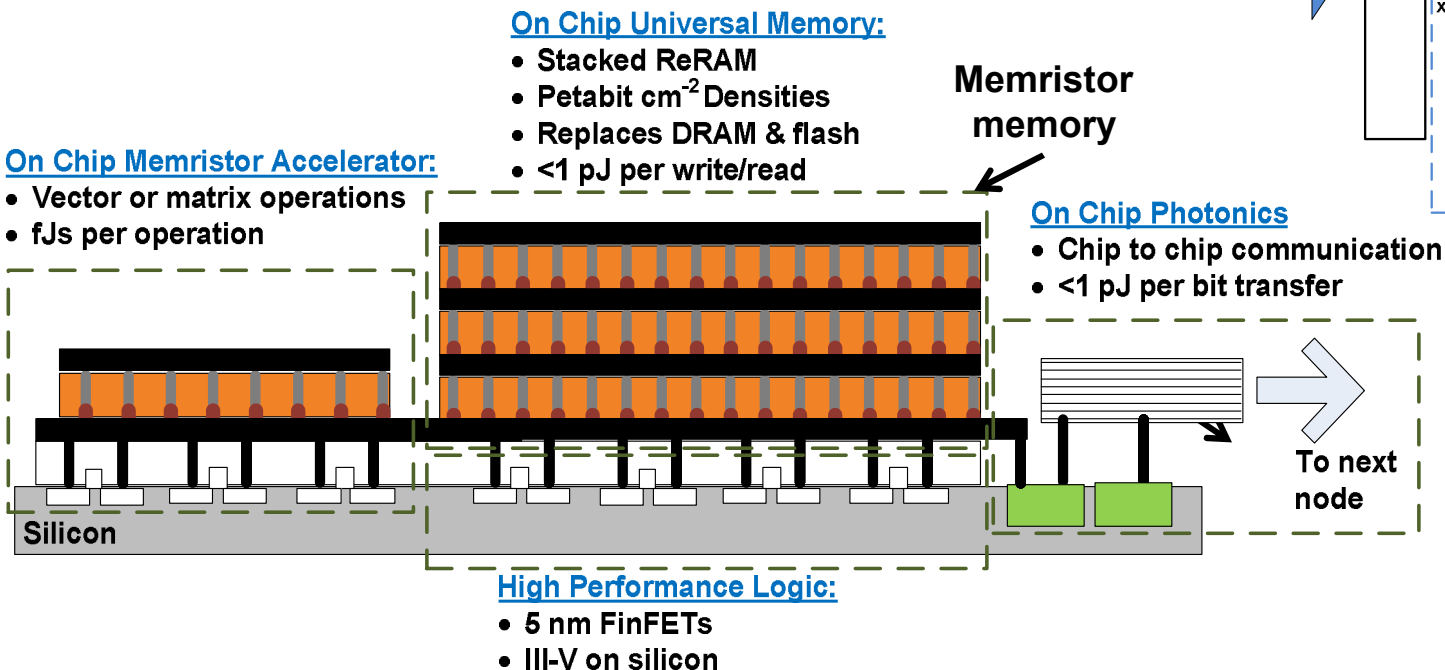 On Chip Universal Memory:
• Stacked ReRAM
• Petabit cm⁻² Densities
• Replaces DRAM & flash
• <1 pJ per write/read
Memristor
memory
On Chip Memristor Accelerator:
• Vector or matrix operations
• fJs per operation
On Chip Photonics
• Chip to chip communication
• <1 pJ per bit transfer
To next
node
Silicon
High Performance Logic:
• 5 nm FinFETs
• III-V on silicon
x